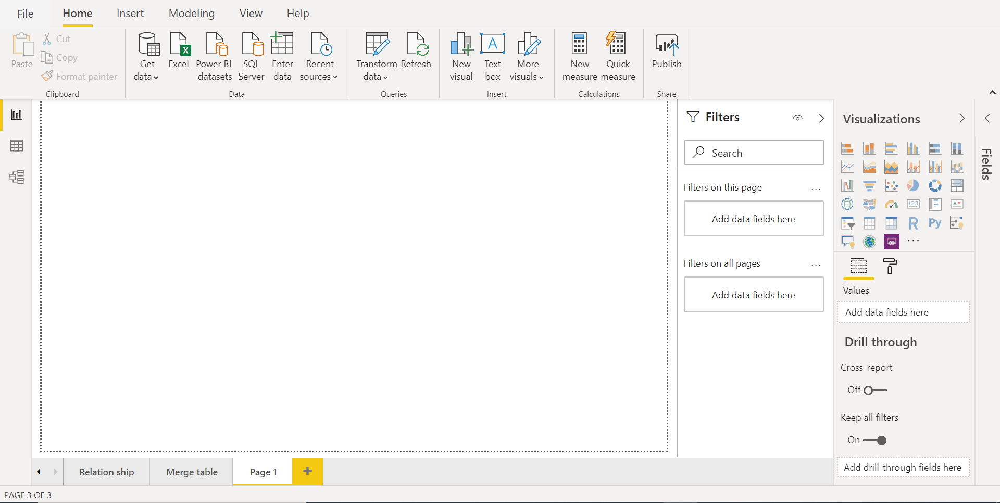 File Home Insert Modeling View Help
Paste
Cut
Copy
Format painter
Clipboard
Get
data
Excel
Power BI
datasets
SQL
Server
Enter
data
Recent
sources
Data
Transform
data
Refresh
Queries
New
visual
A
Text
box
More
visuals
Insert
New
measure
Quick
measure
Calculations
Publish
Share
Filters
Search
Filters on this page ...
Add data fields here
Filters on all pages ...
Add data fields here
Visualizations
123
R Py
...
Values
Add data fields here
Drill through
Cross-report
Off
Keep all filters
On
Add drill-through fields here
Fields
Relation ship Merge table Page 1 +
PAGE 3 OF 3